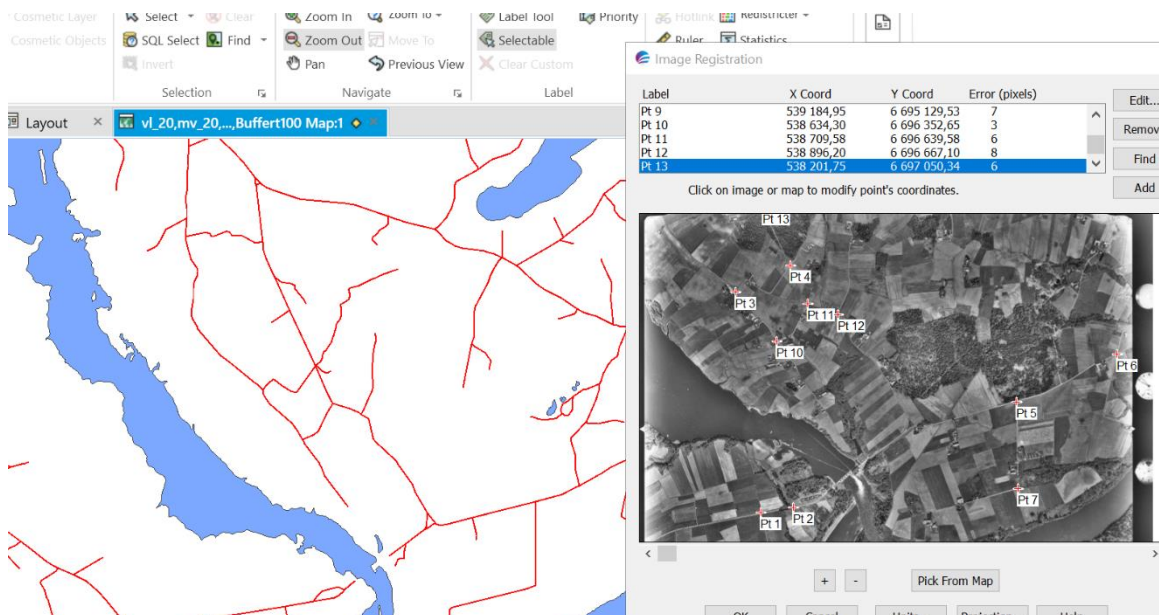 Cosmetic Layer
Select
Clear
Zoom In
Zoom To
Label Tool
Priority
Hotlink
Redistricter
Cosmetic Objects
SQL Select
Find
Zoom Out
Move To
Selectable
Ruler
Statistics
Invert
Pan
Previous View
Clear Custom
Selection
Navigate
Label
Layout
vl_20,mv_20,...,Buffert100 Map:1
Image Registration
Label X Coord Y Coord Error (pixels)
Pt 9 539 184,95 6 695 129,53 7
Pt 10 538 634,30 6 696 352,65 3
Pt 11 538 709,58 6 696 639,58 6
Pt 12 538 896,20 6 696 667,10 8
Pt 13 538 201,75 6 697 050,34 6
Edit...
Remov
Find
Add
Click on image or map to modify point's coordinates.
Pt 13
Pt 4
Pt 3
Pt 11
Pt 12
Pt 10
Pt 6
Pt 5
Pt 7
Pt 1
Pt 2
+
-
Pick From Map
OK
Cancel
Units...
Projection...
Help